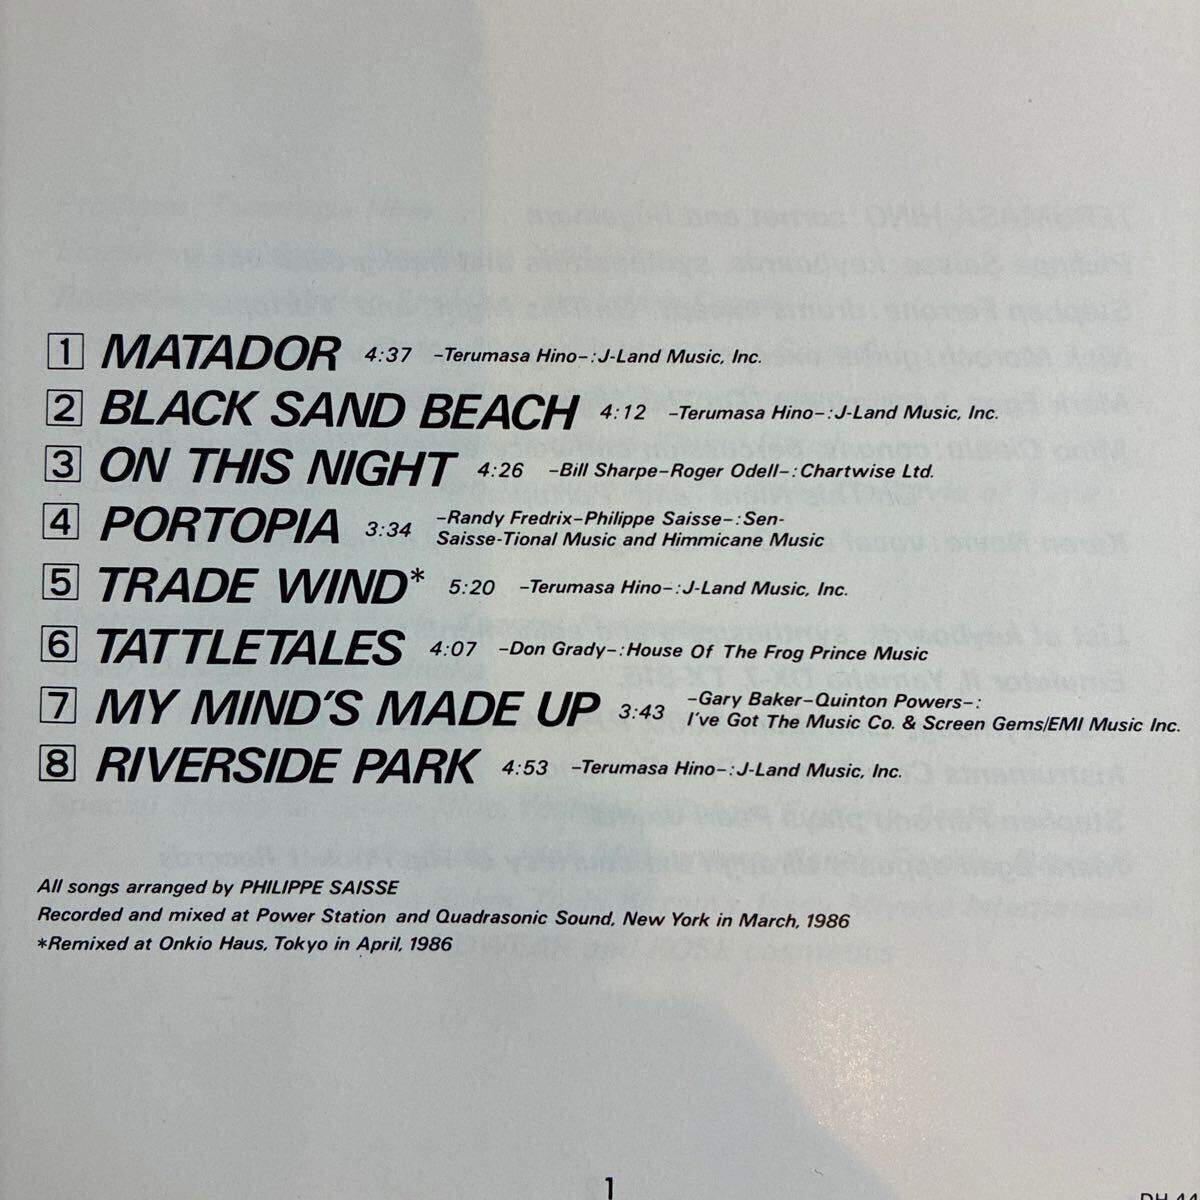 1 MATADOR 4:37 -Terumasa Hino-:J-Land Music, Inc.
2 BLACK SAND BEACH 4:12 -Terumasa Hino-:J-Land Music, Inc.
3 ON THIS NIGHT 4:26 -Bill Sharpe-Roger Odell-:Chartwise Ltd.
4 PORTOPIA 3:34 -Randy Fredrix-Philippe Saisse-:Sen-
Saisse-Tional Music and Himmicane Music
5 TRADE WIND* 5:20 -Terumasa Hino-:J-Land Music, Inc.
6 TATTLETALES 4:07 -Don Grady-:House Of The Frog Prince Music
7 MY MIND'S MADE UP 3:43 -Gary Baker-Quinton Powers-:
I've Got The Music Co. & Screen Gems/EMI Music Inc.
8 RIVERSIDE PARK 4:53 -Terumasa Hino-:J-Land Music, Inc.
All songs arranged by PHILIPPE SAISSE
Recorded and mixed at Power Station and Quadrasonic Sound, New York in March, 1986
*Remixed at Onkio Haus, Tokyo in April, 1986
1